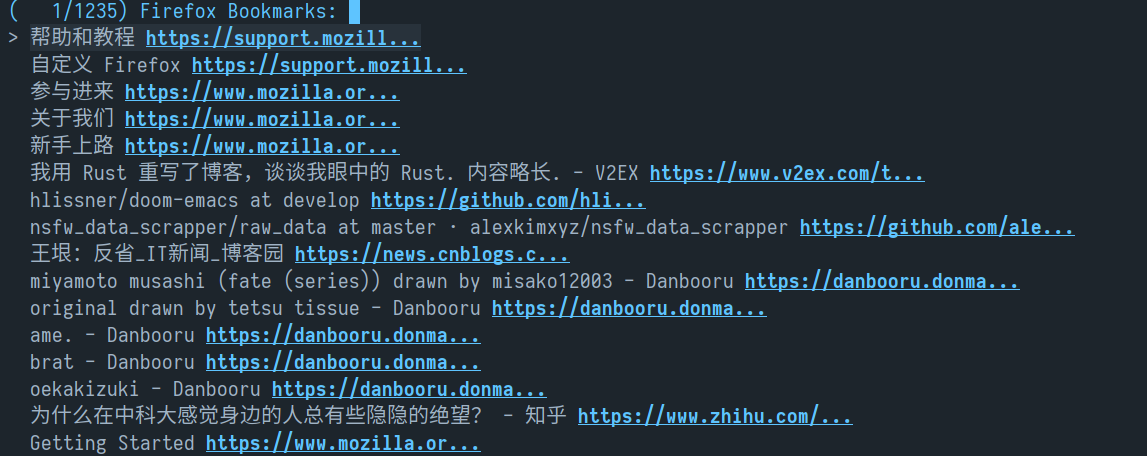 (   1/1235) Firefox Bookmarks:
> 帮助和教程 https://support.mozill...
自定义 Firefox https://support.mozill...
参与进来 https://www.mozilla.or...
关于我们 https://www.mozilla.or...
新手上路 https://www.mozilla.or...
我用 Rust 重写了博客，谈谈我眼中的 Rust. 内容略长. - V2EX https://www.v2ex.com/t...
hlissner/doom-emacs at develop https://github.com/hli...
nsfw_data_scrapper/raw_data at master · alexkimxyz/nsfw_data_scrapper https://github.com/ale...
王垠：反省_IT新闻_博客园 https://news.cnblogs.c...
miyamoto musashi (fate (series)) drawn by misako12003 - Danbooru https://danbooru.donma...
original drawn by tetsu tissue - Danbooru https://danbooru.donma...
ame. - Danbooru https://danbooru.donma...
brat - Danbooru https://danbooru.donma...
oekakizuki - Danbooru https://danbooru.donma...
为什么在中科大感觉身边的人总有些隐隐的绝望？ - 知乎 https://www.zhihu.com/...
Getting Started https://www.mozilla.or...